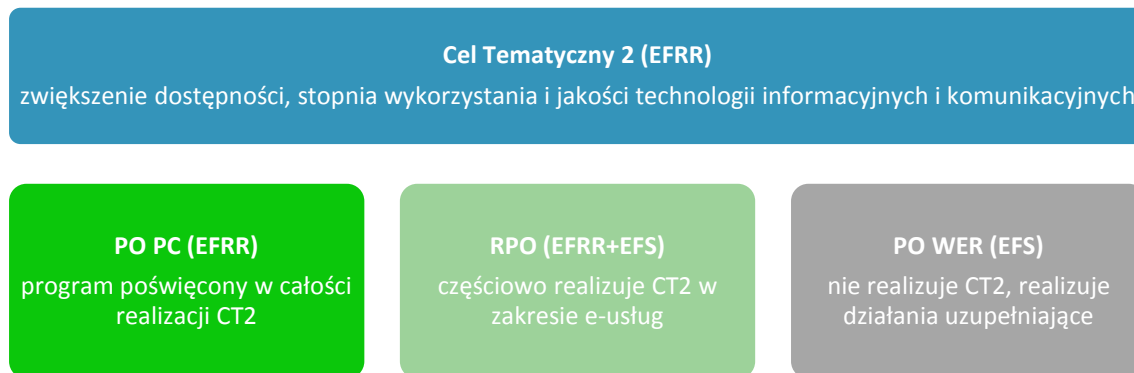 Cel Tematyczny 2 (EFRR)
zwiększenie dostępności, stopnia wykorzystania i jakości technologii informacyjnych i komunikacyjnych
PO PC (EFRR)
program poświęcony w całości
realizacji CT2
RPO (EFRR+EFS)
częściowo realizuje CT2 w
zakresie e-usług
PO WER (EFS)
nie realizuje CT2, realizuje
działania uzupełniające